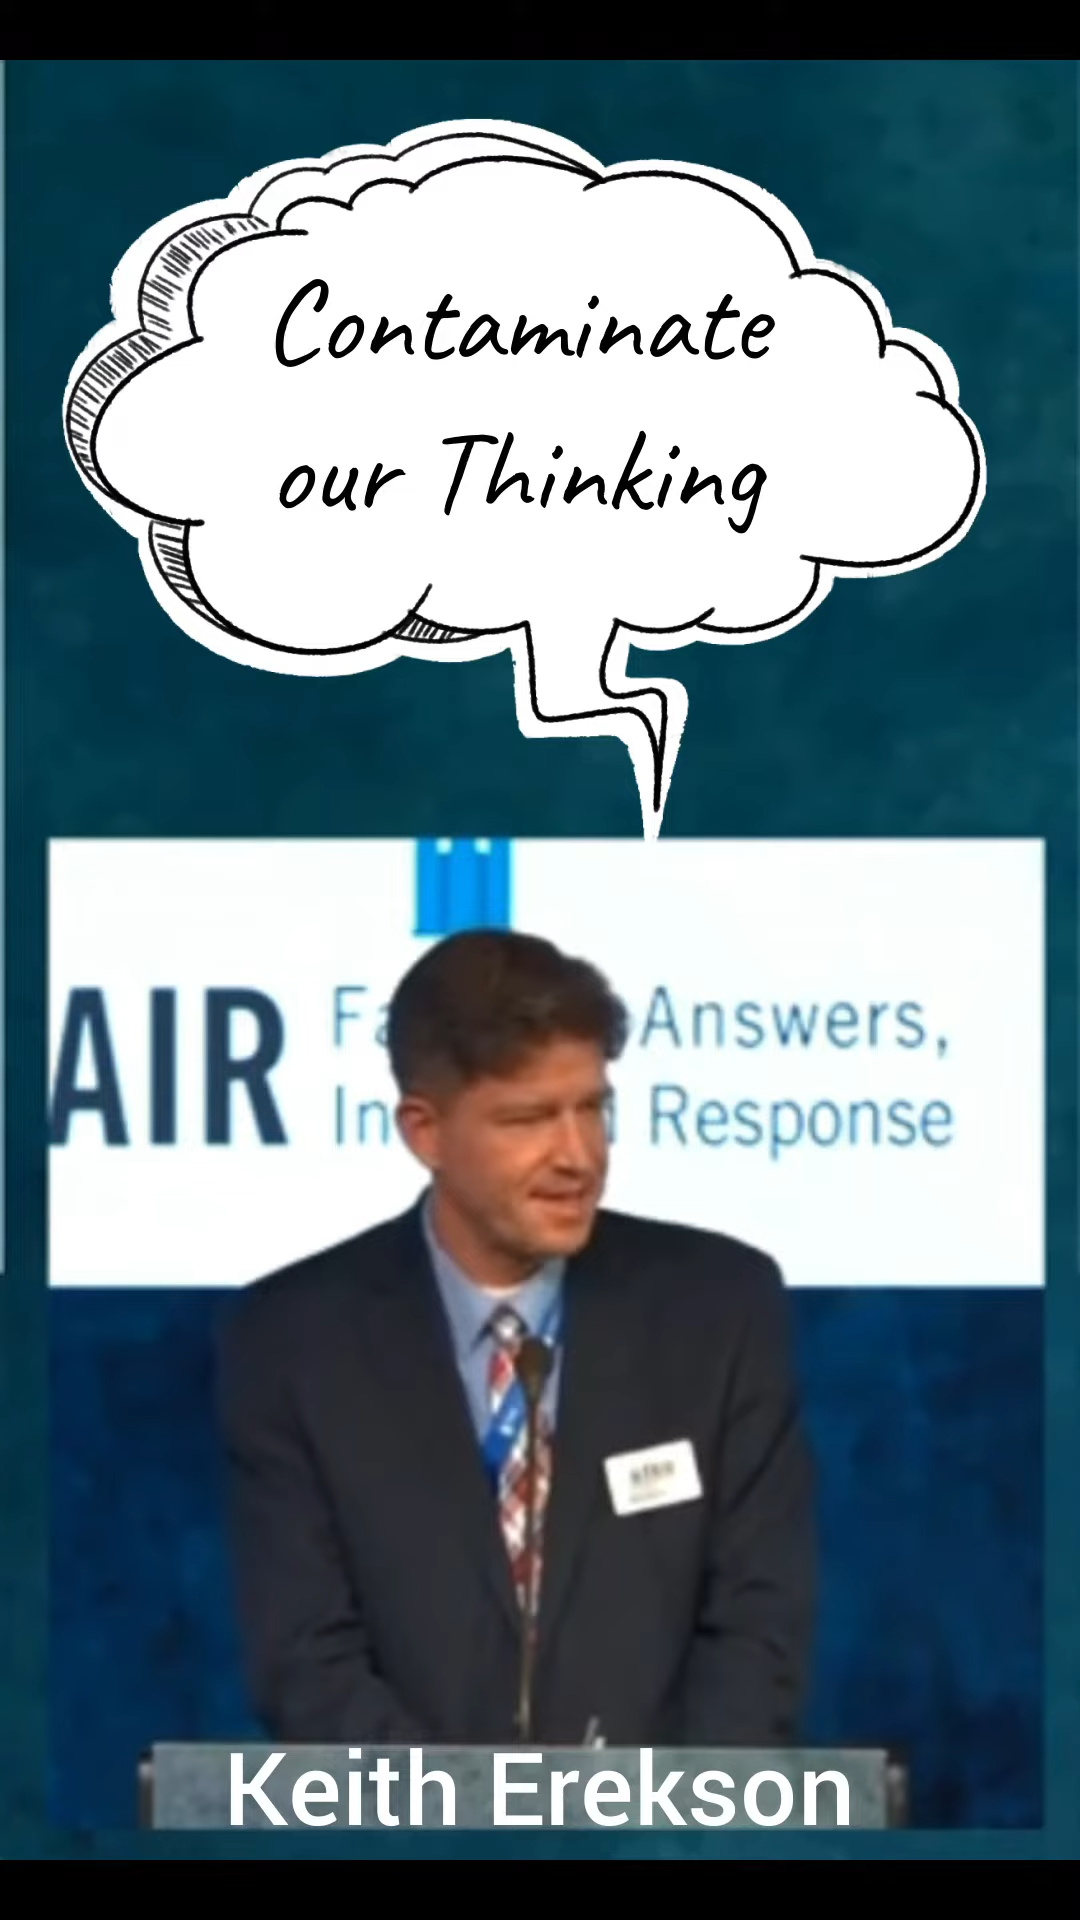 Contaminate
our Thinking
AIR
Answers,
Response
Keith Erekson